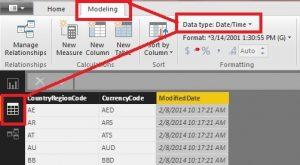 Home
Modeling
Manage Relationships
New Measure
New Column
New Table
Sort by Column
Data type: Date/Time
Format: *3/14/2001 1:30:55 PM (G)
$ % ,
Relationships
Calculations
Sort
Formatting
CountryRegionCode CurrencyCode ModifiedDate
AE AED 2/8/2014 10:17:21 AM
AR ARS 2/8/2014 10:17:21 AM
AT ATS 2/8/2014 10:17:21 AM
AU AUD 2/8/2014 10:17:21 AM
BB BBD 2/8/2014 10:17:21 AM